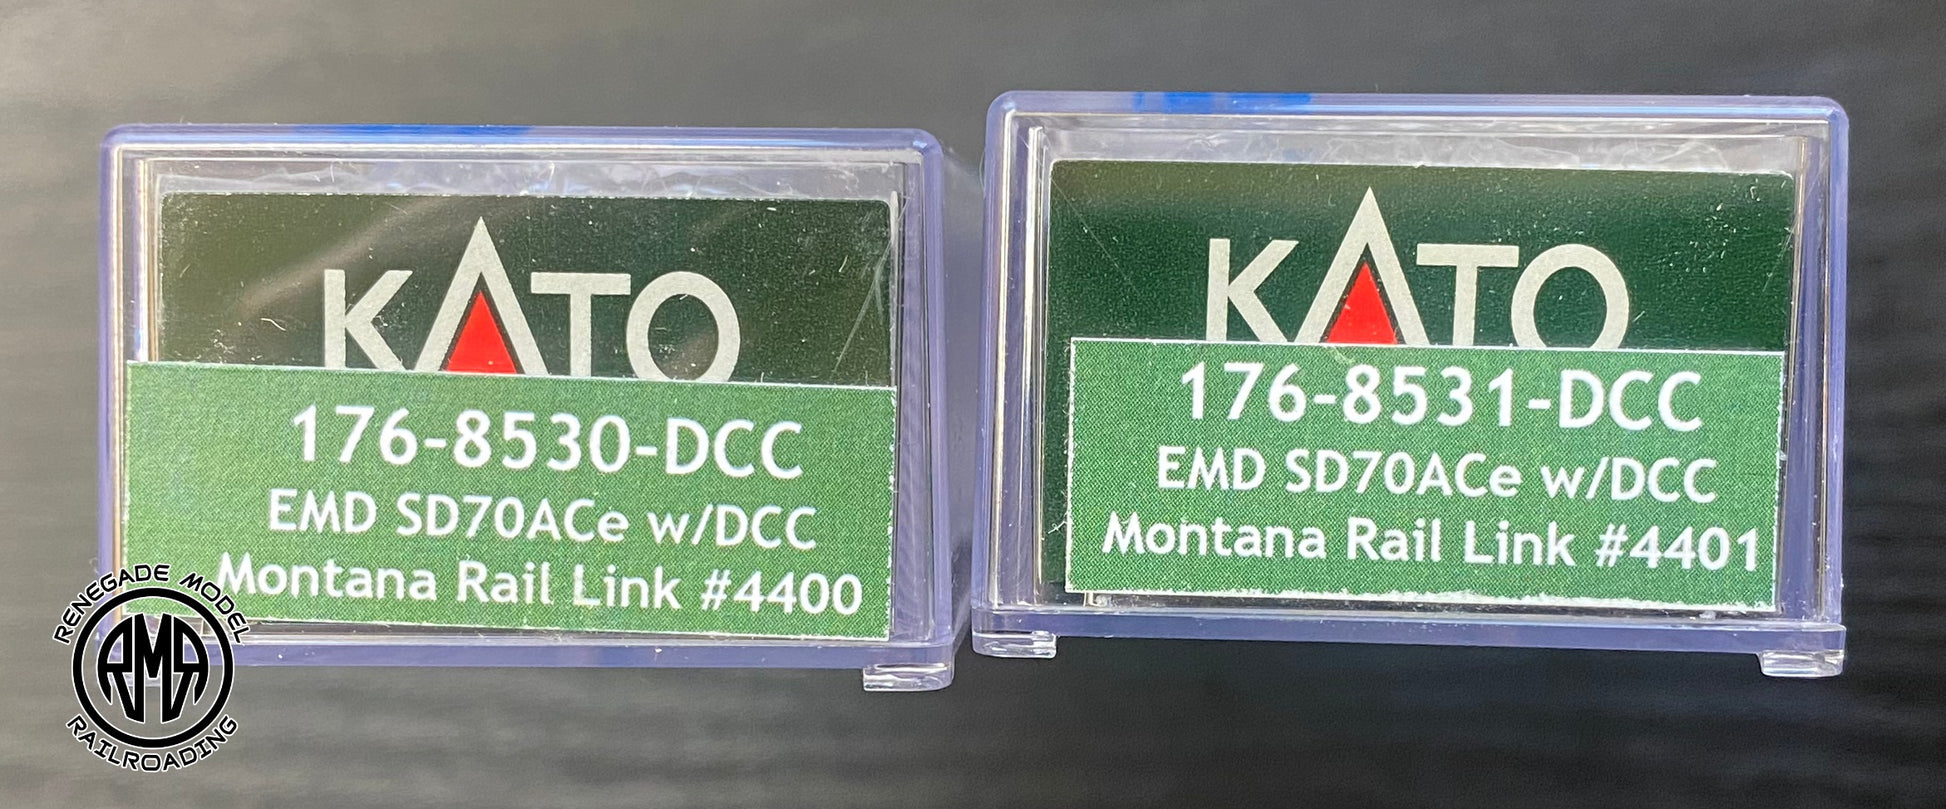 KATO
176-8530-DCC
EMD SD70ACe w/DCC
Montana Rail Link #4400
KATO
176-8531-DCC
EMD SD70ACe w/DCC
Montana Rail Link #4401
RENEGADE MODEL
RMR
RAILROADING